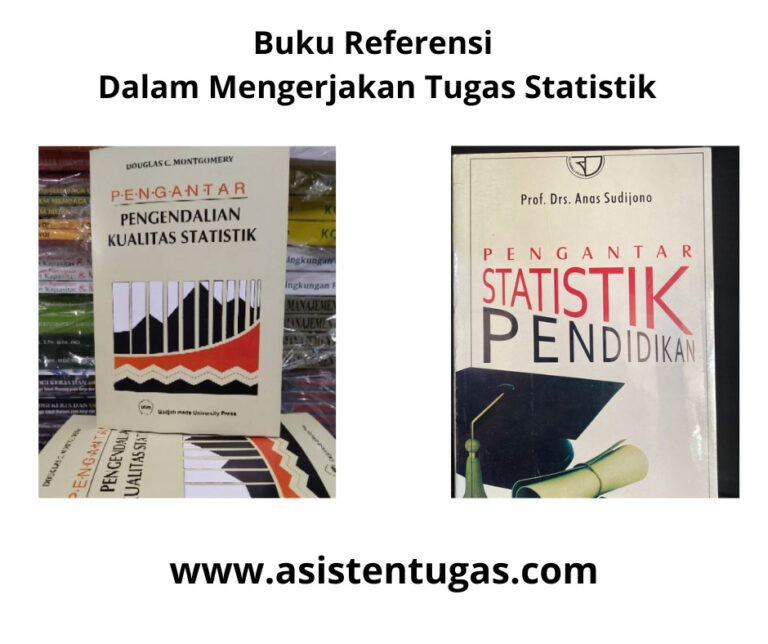 Buku Referensi
Dalam Mengerjakan Tugas Statistik
DOUGLAS C. MONTGOMERY
PENGANTAR
PENGENDALIAN
KUALITAS STATISTIK
Gadjah Mada University Press
PENGANTAR
PENGENDALIAN
KUALITAS STATISTIK
Prof. Drs. Anas Sudijono
PENGANTAR
STATISTIK
PENDIDIKAN
www.asistentugas.com